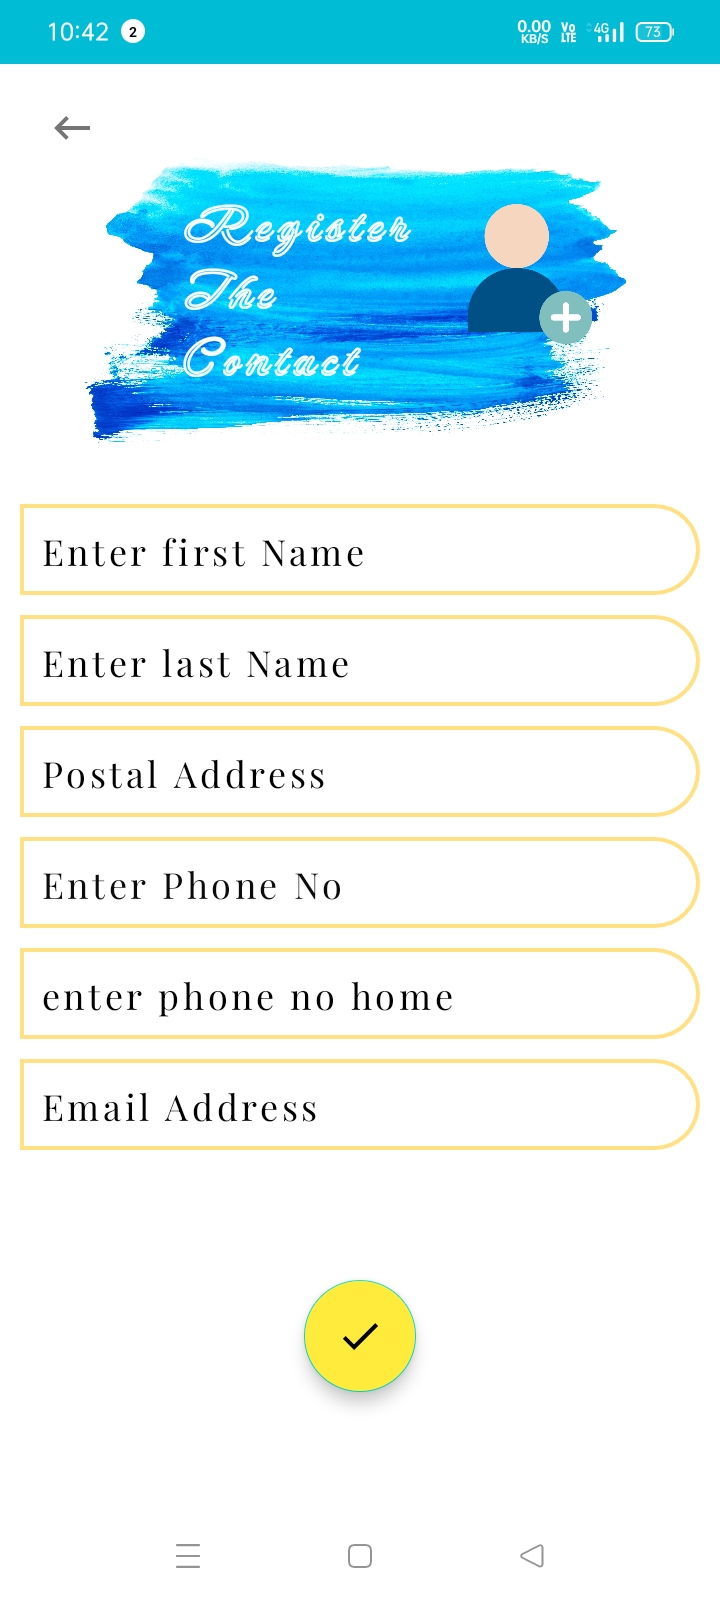 10:42 2 0.00 KB/S Vo LTE 4G 73
Register
The
Contact
Enter first Name
Enter last Name
Postal Address
Enter Phone No
enter phone no home
Email Address